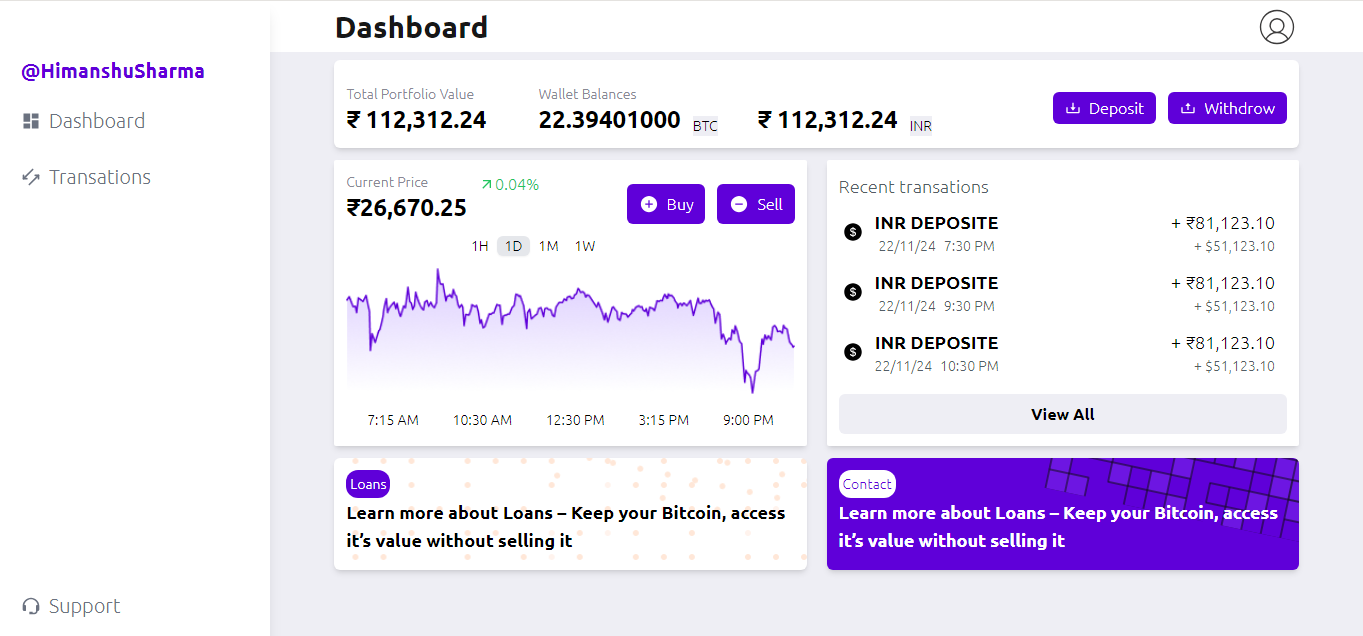 Dashboard
@HimanshuSharma
Dashboard
Transations
Support
Total Portfolio Value
₹ 112,312.24
Wallet Balances
22.39401000 BTC
₹ 112,312.24 INR
Deposit
Withdrow
Current Price
₹26,670.25
0.04%
Buy
Sell
1H 1D 1M 1W
7:15 AM 10:30 AM 12:30 PM 3:15 PM 9:00 PM
Recent transations
INR DEPOSITE + ₹81,123.10
22/11/24 7:30 PM + $51,123.10
INR DEPOSITE + ₹81,123.10
22/11/24 9:30 PM + $51,123.10
INR DEPOSITE + ₹81,123.10
22/11/24 10:30 PM + $51,123.10
View All
Loans
Learn more about Loans – Keep your Bitcoin, access
it’s value without selling it
Contact
Learn more about Loans – Keep your Bitcoin, access
it’s value without selling it